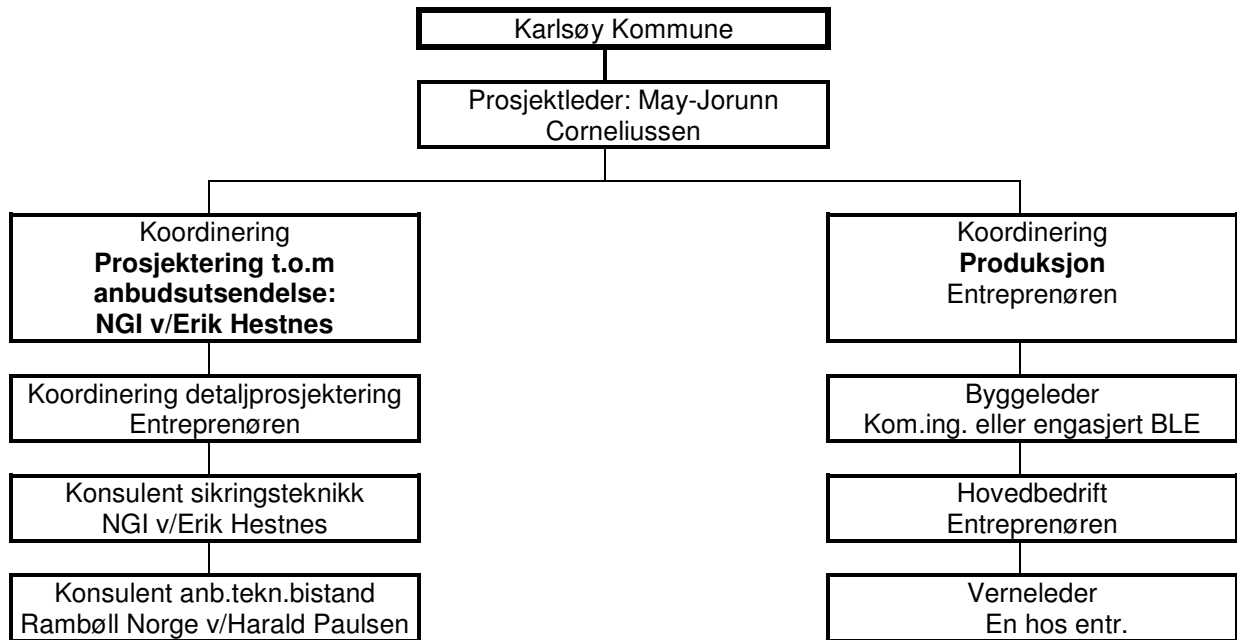 Karlsøy Kommune
Prosjektleder: May-Jorunn
Corneliussen
Koordinering
Prosjektering t.o.m
anbudsutsendelse:
NGI v/Erik Hestnes
Koordinering detaljprosjektering
Entreprenøren
Konsulent sikringsteknikk
NGI v/Erik Hestnes
Konsulent anb.tekn.bistand
Rambøll Norge v/Harald Paulsen
Koordinering
Produksjon
Entreprenøren
Byggeleder
Kom.ing. eller engasjert BLE
Hovedbedrift
Entreprenøren
Verneleder
En hos entr.